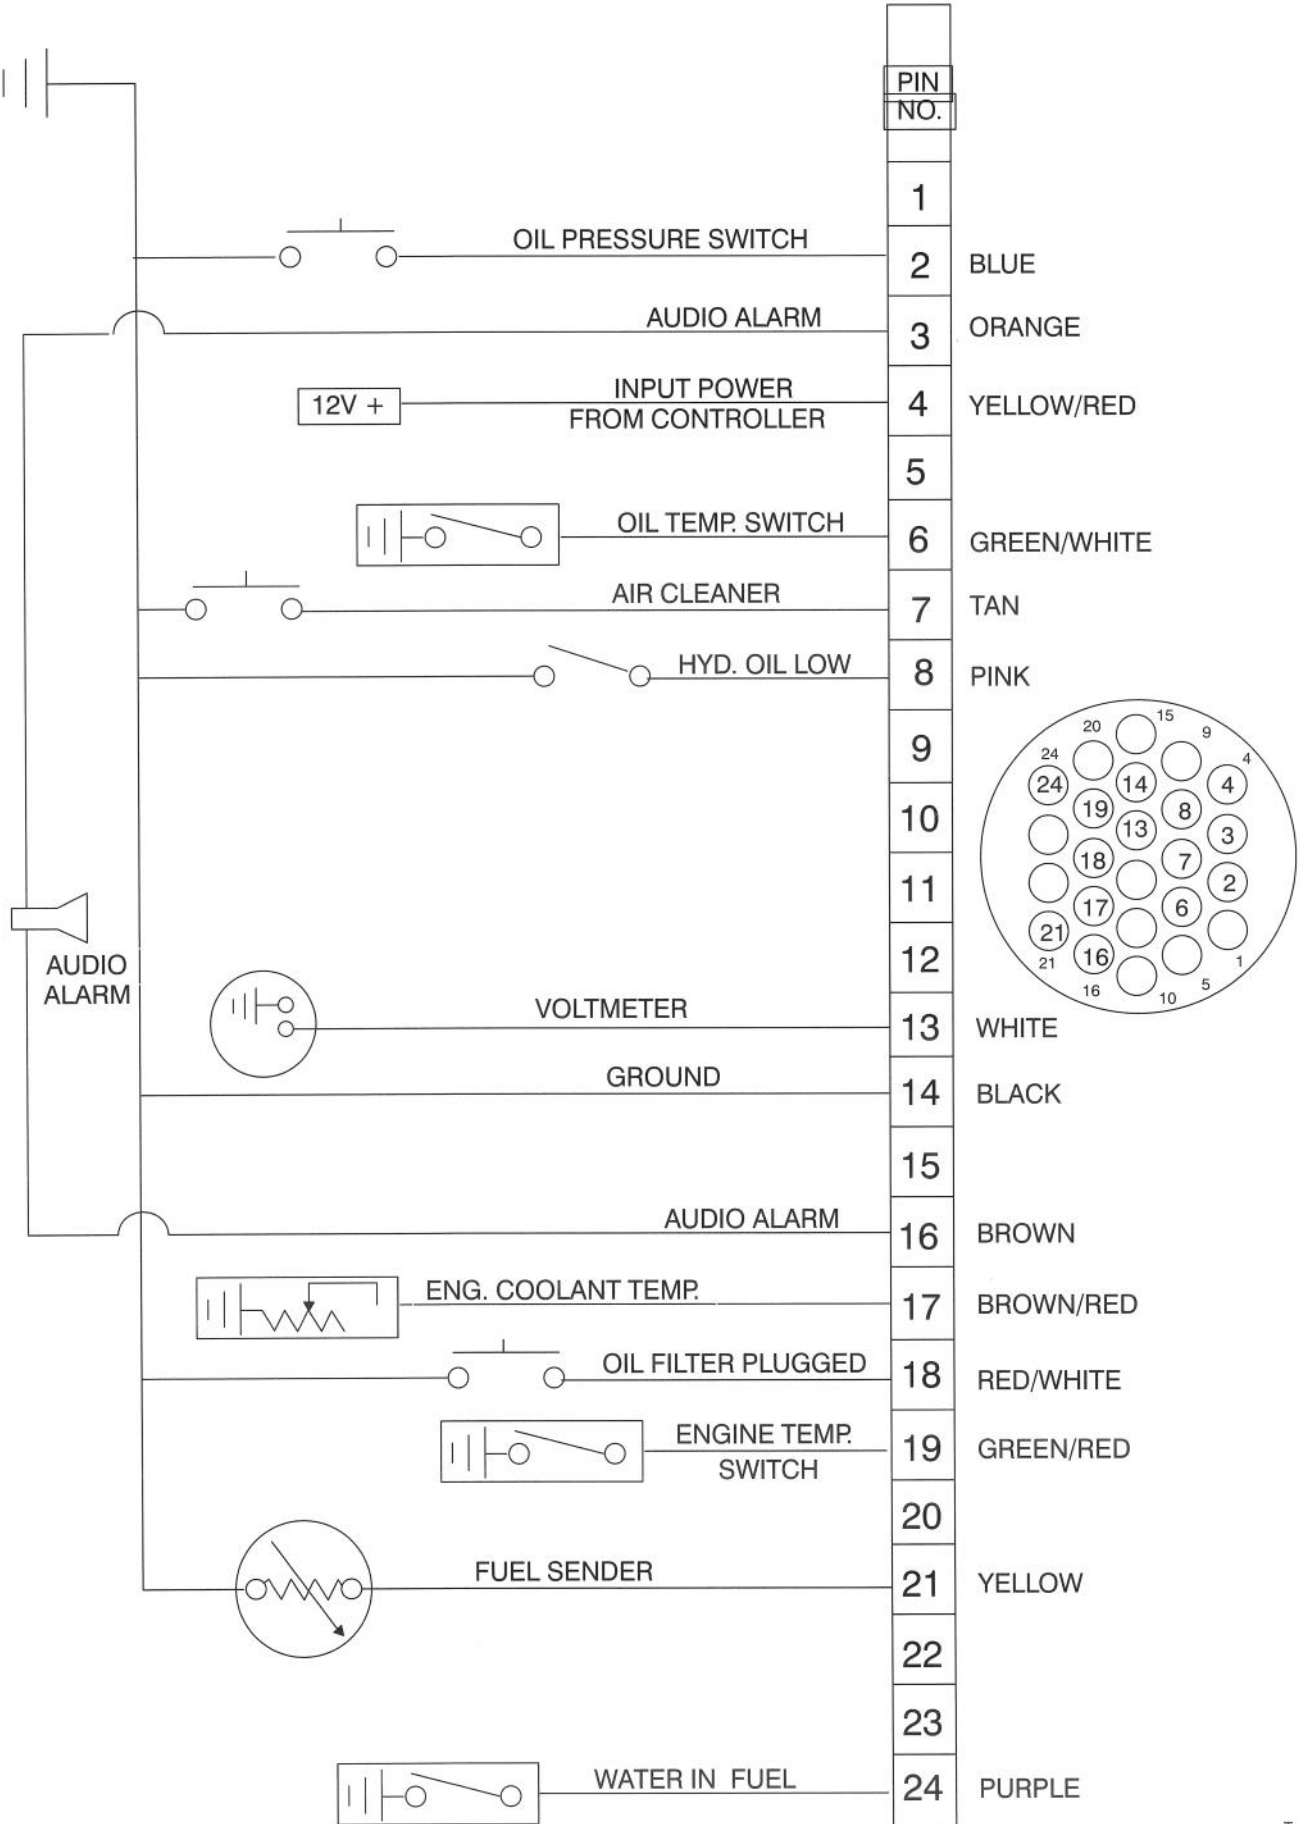 PIN
NO.
1
OIL PRESSURE SWITCH
2
BLUE
AUDIO ALARM
3
ORANGE
12V +
INPUT POWER
FROM CONTROLLER
4
YELLOW/RED
5
OIL TEMP. SWITCH
6
GREEN/WHITE
AIR CLEANER
7
TAN
HYD. OIL LOW
8
PINK
9
10
11
12
15
20
9
24
4
24
14
4
19
8
13
3
18
7
2
17
6
21
16
21
1
16
10
5
AUDIO
ALARM
VOLTMETER
13
WHITE
GROUND
14
BLACK
15
AUDIO ALARM
16
BROWN
ENG. COOLANT TEMP.
17
BROWN/RED
OIL FILTER PLUGGED
18
RED/WHITE
ENGINE TEMP.
SWITCH
19
GREEN/RED
20
FUEL SENDER
21
YELLOW
22
23
WATER IN FUEL
24
PURPLE